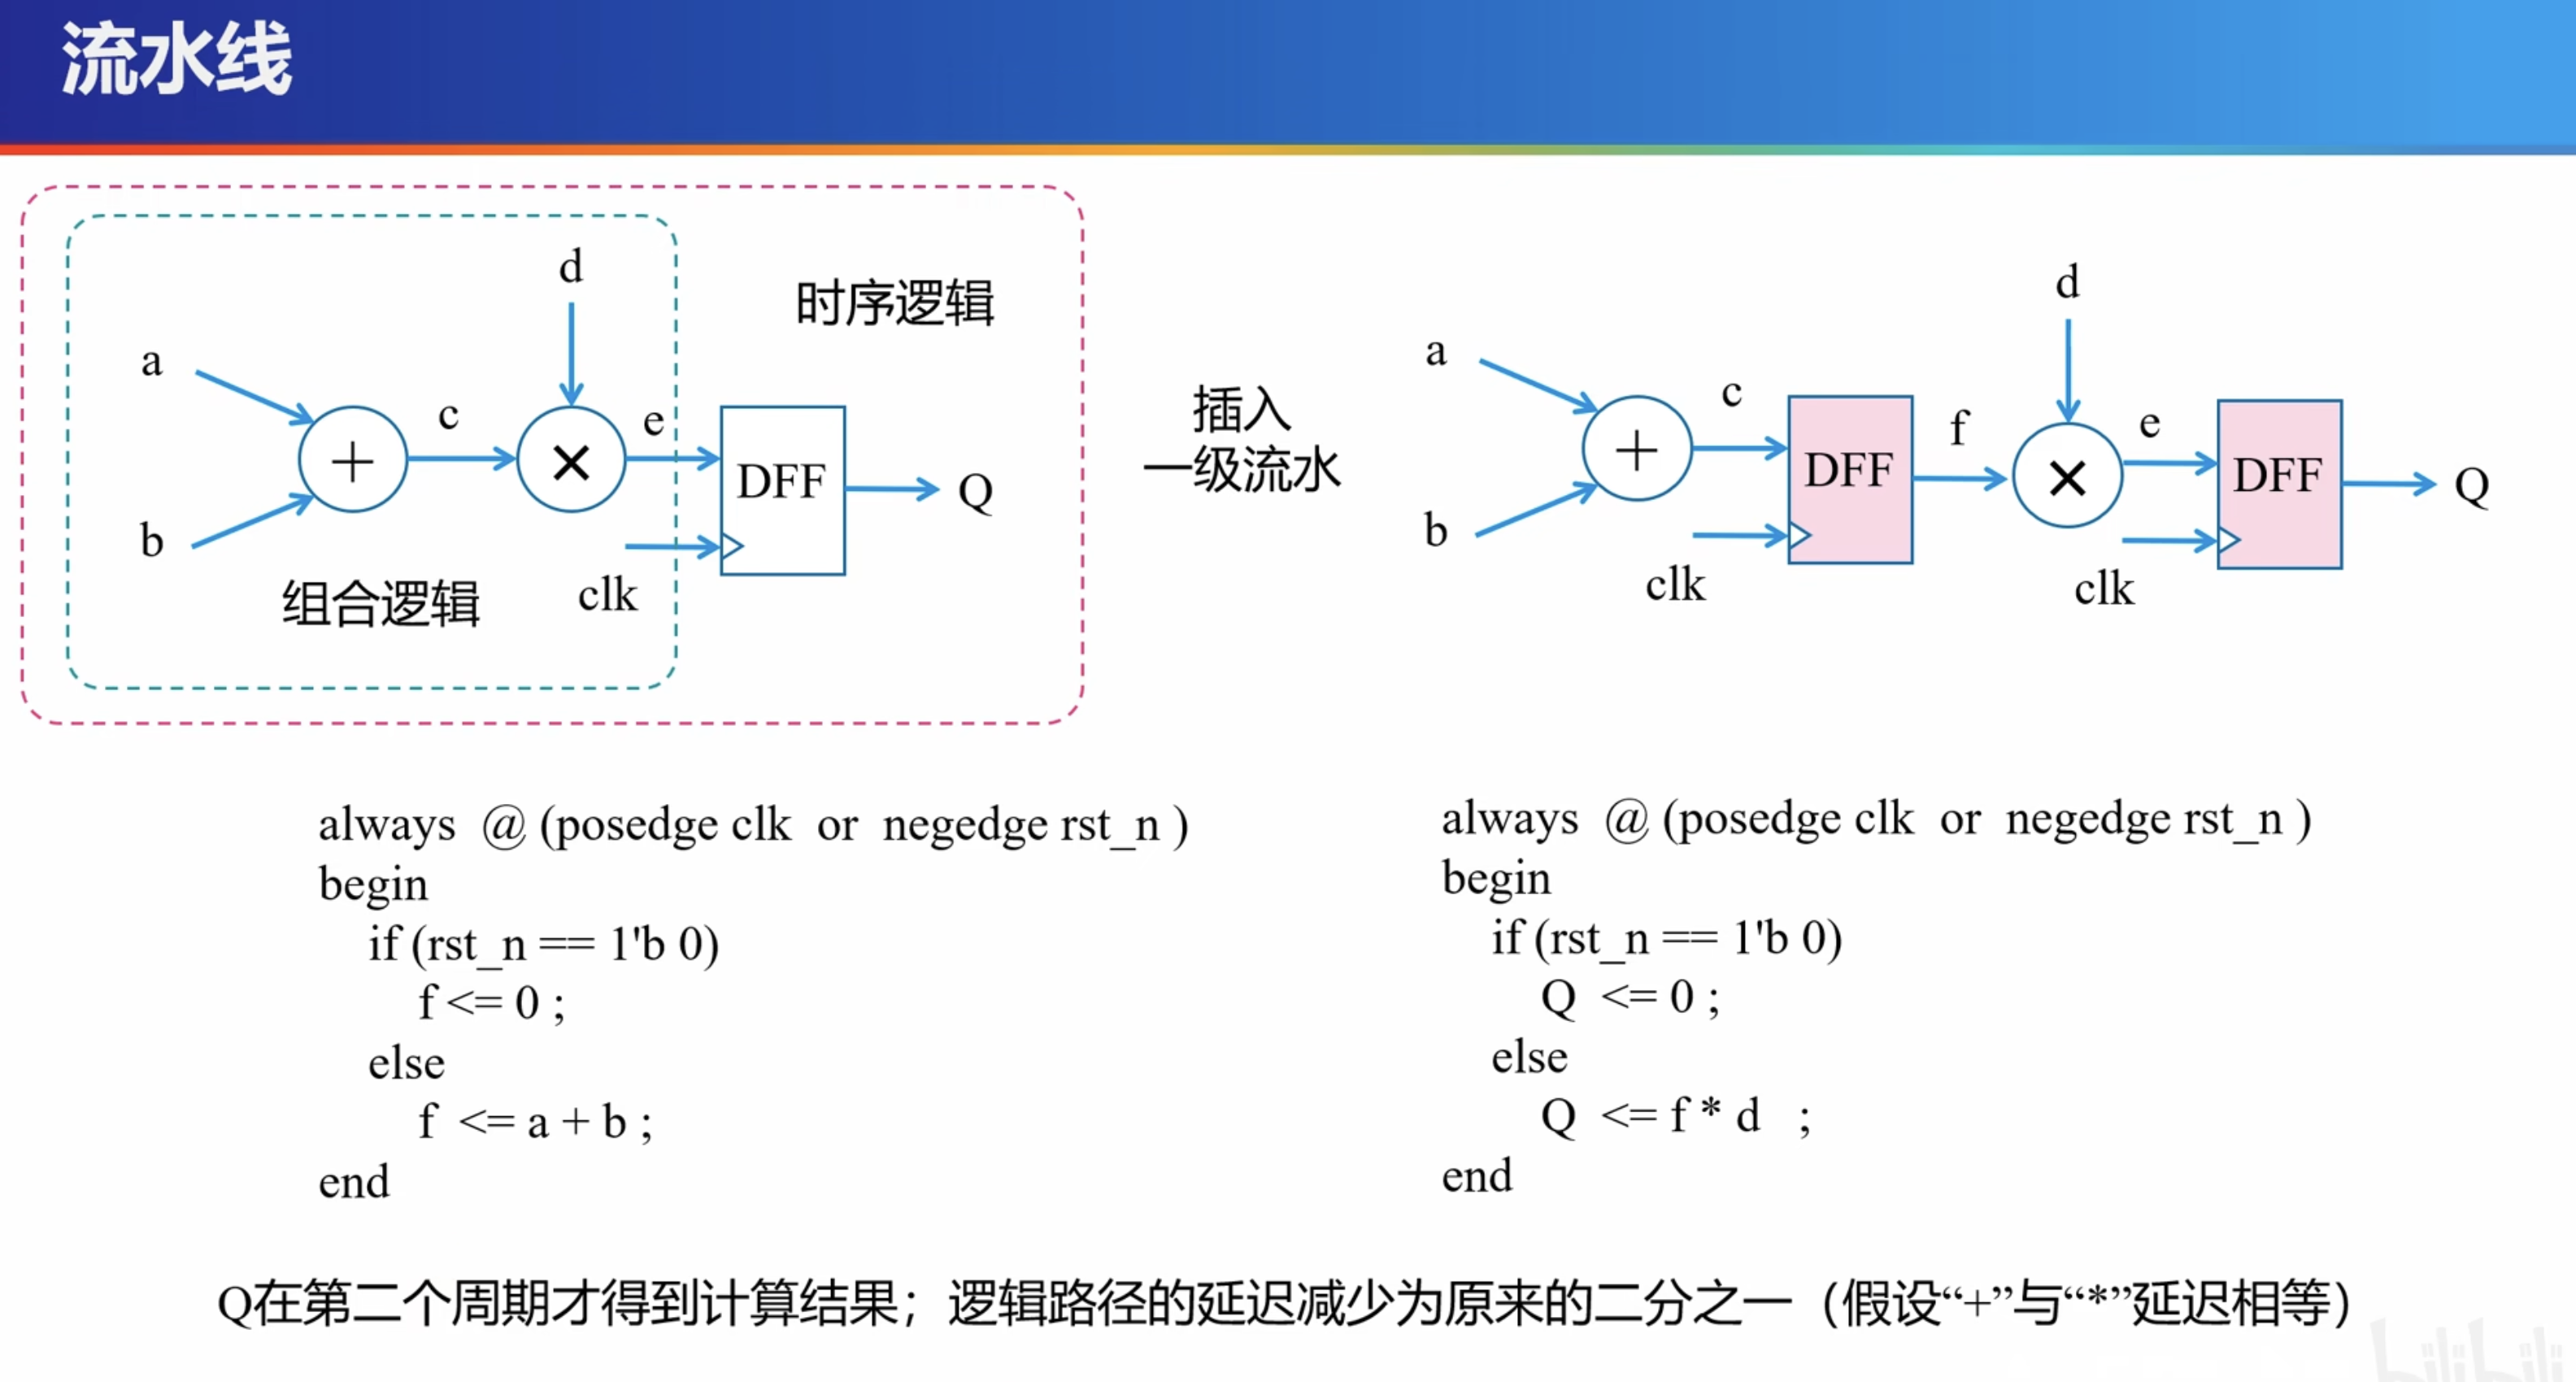 流水线
d
时序逻辑
a
c
e
+
×
DFF
Q
b
组合逻辑
clk
插入
一级流水
d
a
c
f
e
+
DFF
×
DFF
Q
b
clk
clk
always @ (posedge clk or negedge rst_n )
begin
if (rst_n == 1'b 0)
f <= 0 ;
else
f <= a + b ;
end
always @ (posedge clk or negedge rst_n )
begin
if (rst_n == 1'b 0)
Q <= 0 ;
else
Q <= f * d ;
end
Q在第二个周期才得到计算结果；逻辑路径的延迟减少为原来的二分之一（假设“+”与“*”延迟相等）
bilibili